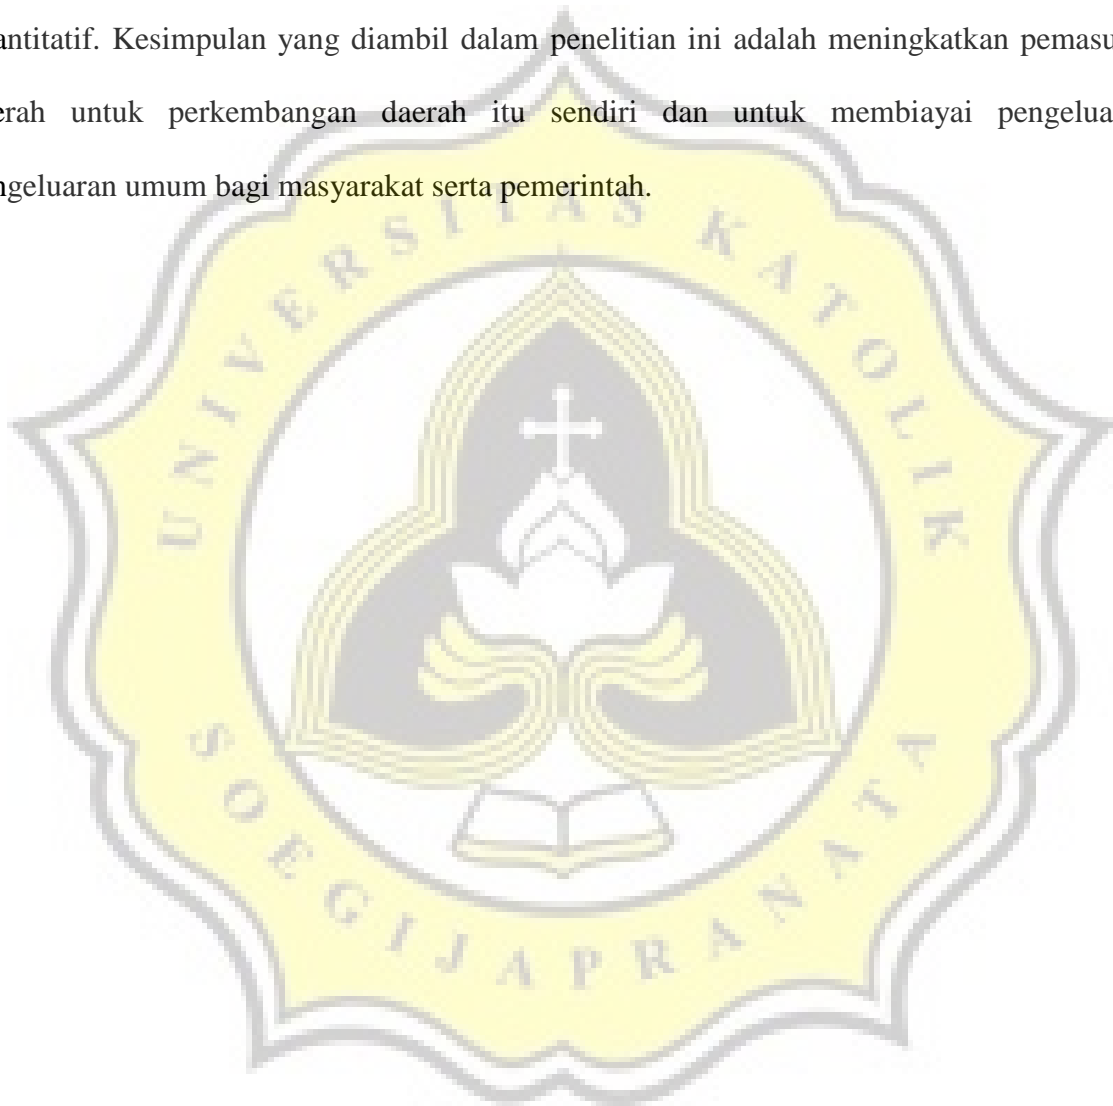 antitatif. Kesimpulan yang diambil dalam penelitian ini adalah meningkatkan pemasu
erah untuk perkembangan daerah itu sendiri dan untuk membiayai pengelua
ngeluaran umum bagi masyarakat serta pemerintah.
UNIVERSITAS KATOLIK
SOEGIJAPRANATA